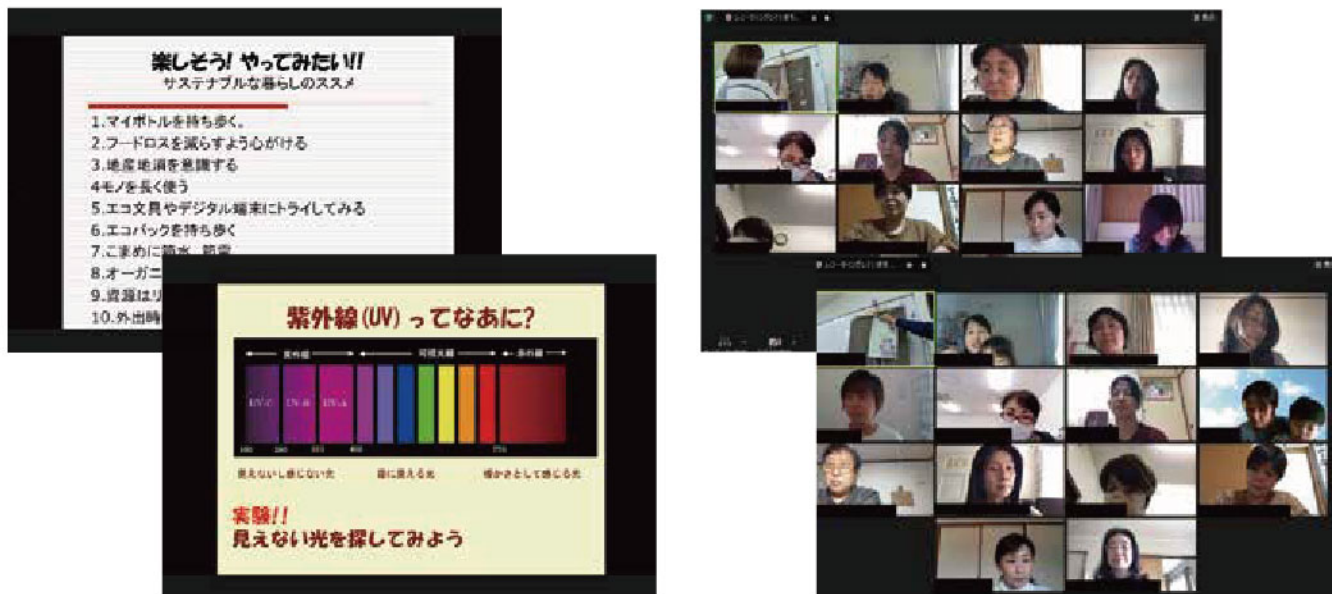 楽しそう! やってみたい!!
サステナブルな暮らしのススメ
1.マイボトルを持ち歩く。
2.フードロスを減らすよう心がける
3.地産地消を意識する
4モノを長く使う
5.エコ文具やデジタル端末にトライしてみる
6.エコバックを持ち歩く
7.こまめに節水、節電
8.オーガニ
9.資源はリ
10.外出時
紫外線(UV)ってなあに?
紫外線 可視光線 赤外線
UV-C UV-B UV-A
見えないし感じない光 目に見える光 暖かさとして感じる光
実験!!
見えない光を探してみよう